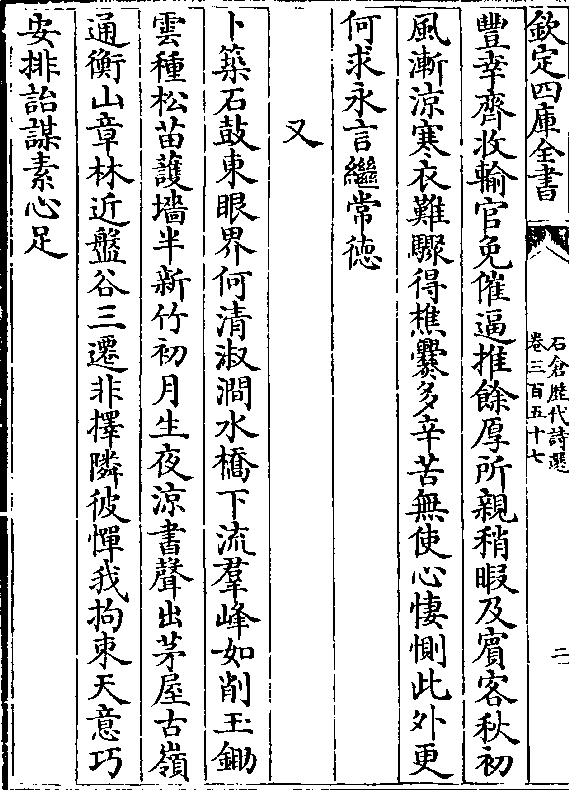 欽定四庫全書
石倉歷代詩選
卷三百五十七
二
豐幸齊收輸官免催逼推餘厚所親稍暇及賓客秋初
風漸涼寒衣難驟得樵爨多辛苦無使心悽惻此外更
何求永言繼常徳
又
卜築石鼓東眼界何清淑澗水橋下流羣峰如削玉鋤
雲種松苗護墻半新竹初月生夜涼書聲出茅屋古嶺
通衡山章林近盤谷三遷非擇隣彼憚我拘束天意巧
安排詒謀素心足